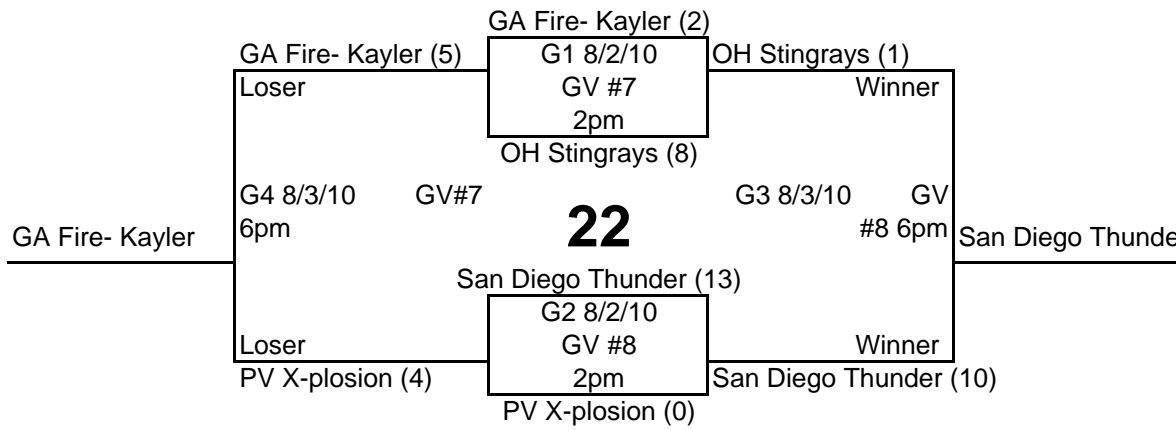 GA Fire- Kayler (2)
GA Fire- Kayler (5)
G1 8/2/10
OH Stingrays (1)
Loser
GV #7
Winner
2pm
OH Stingrays (8)
G4 8/3/10 GV#7
22
G3 8/3/10 GV
6pm
#8 6pm
GA Fire- Kayler
San Diego Thunde
San Diego Thunder (13)
G2 8/2/10
Loser
GV #8
Winner
PV X-plosion (4)
2pm
San Diego Thunder (10)
PV X-plosion (0)